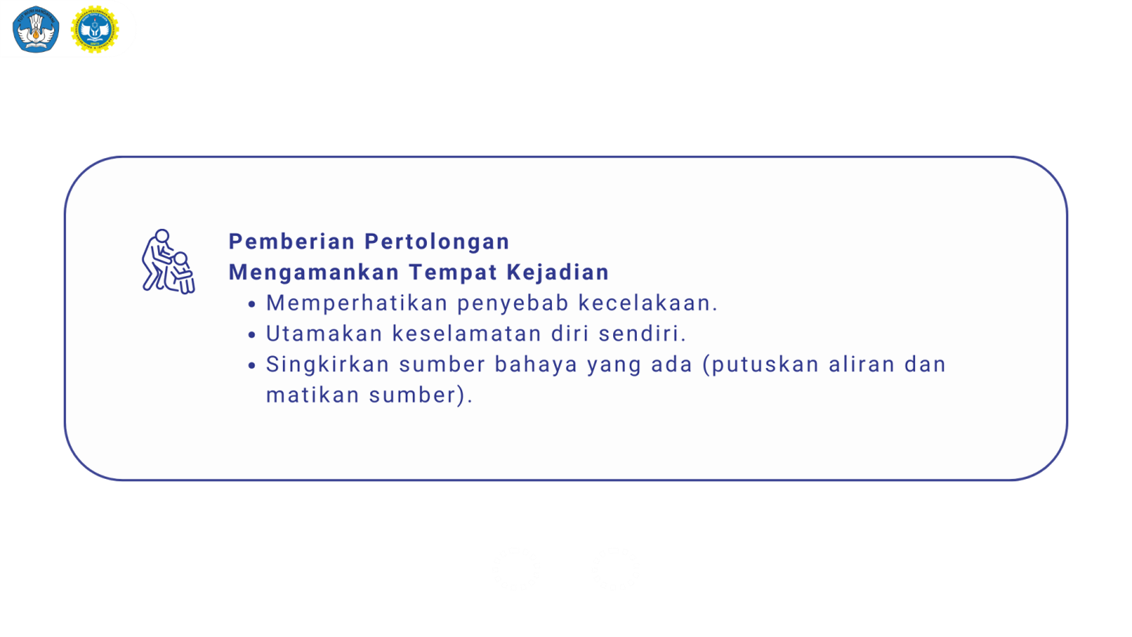 Pemberian Pertolongan
Mengamankan Tempat Kejadian
• Memperhatikan penyebab kecelakaan.
• Utamakan keselamatan diri sendiri.
• Singkirkan sumber bahaya yang ada (putuskan aliran dan
matikan sumber).